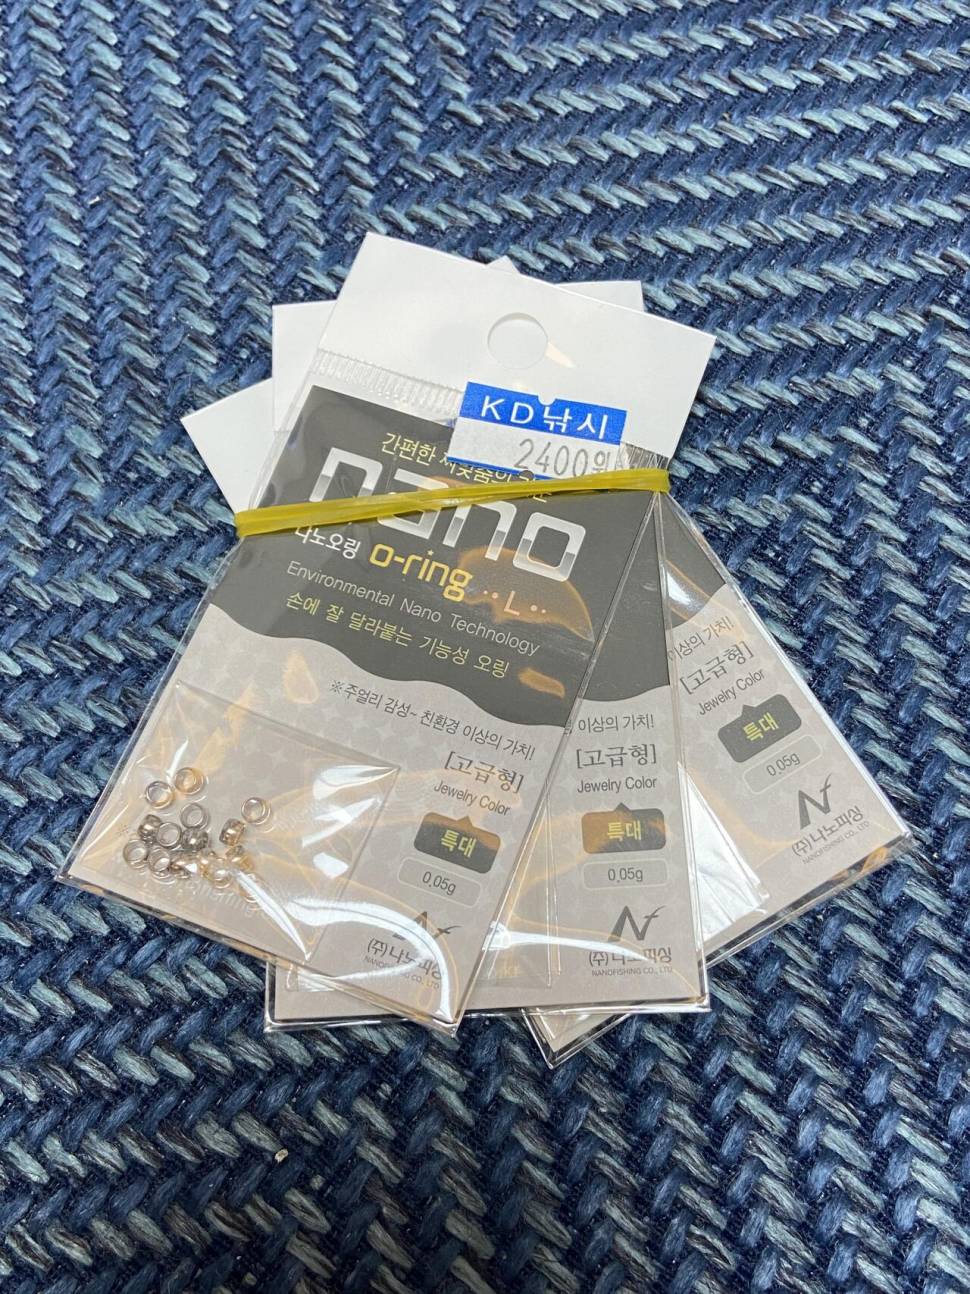 KD낚시
2400원
간편한
nano
나노오링 o-ring ··L··
Environmental Nano Technology
손에 잘 달라붙는 기능성 오링
※주얼리 감성~ 친환경 이상의 가치!
[고급형]
Jewelry Color
특대
0.05g
(주)나노피싱
NANOFISHING CO., LTD
이상의 가치!
[고급형]
Jewelry Color
특대
0.05g
(주)나노피싱
NANOFISHING CO., LTD
이상의 가치!
[고급형]
Jewelry Color
특대
0.05g
(주)나노피싱
NANOFISHING CO., LTD